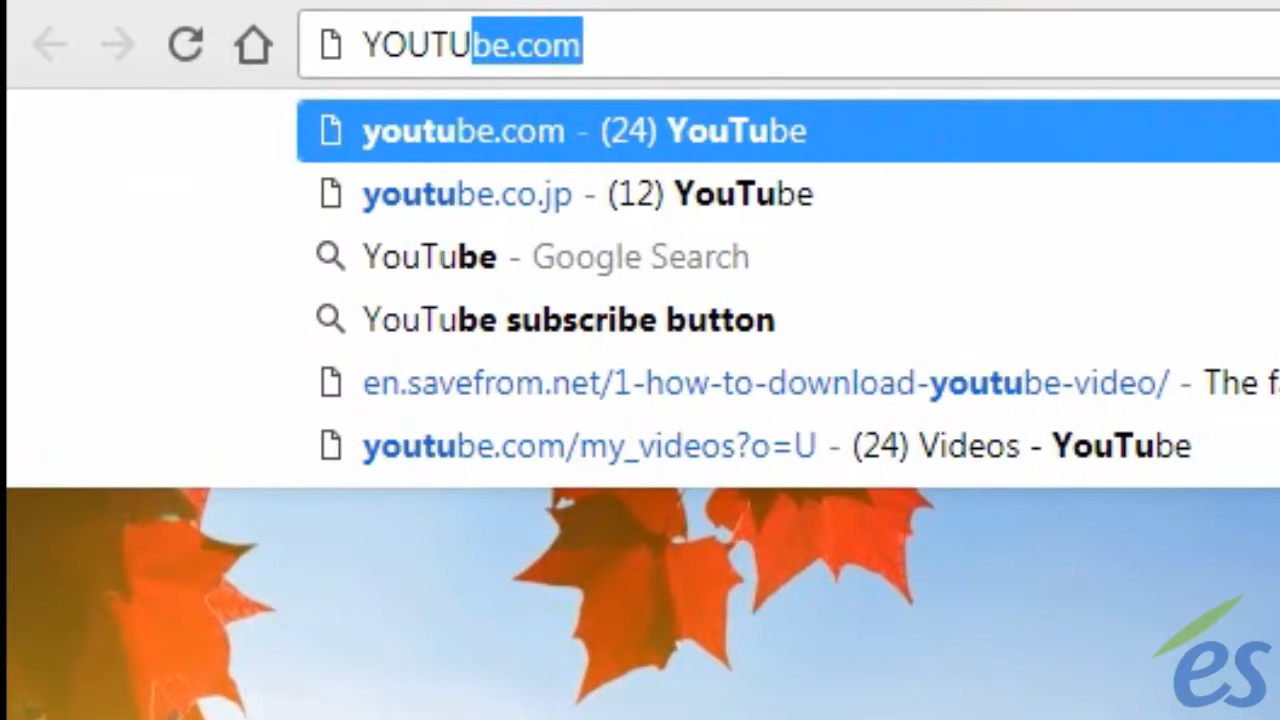 YOUTUbe.com
youtube.com - (24) YouTube
youtube.co.jp - (12) YouTube
YouTube - Google Search
YouTube subscribe button
en.savefrom.net/1-how-to-download-youtube-video/ - The fa
youtube.com/my_videos?o=U - (24) Videos - YouTube
es